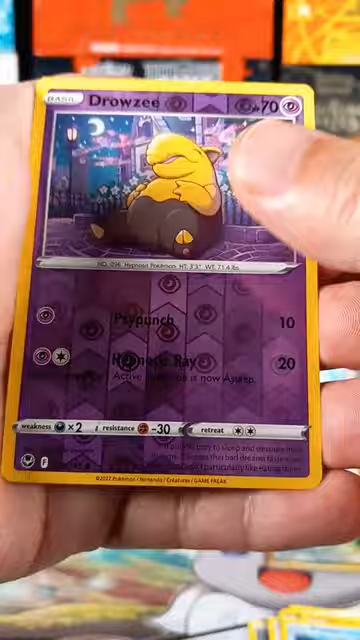 BASIC Drowzee HP 70
NO. 096 Hypnosis Pokémon HT: 3'3" WT: 71.4 lbs.
Psypunch 10
Hypnotic Ray 20
Active is now Asleep.
weakness ×2 resistance -30 retreat
F
©2022 Pokémon / Nintendo / Creatures / GAME FREAK